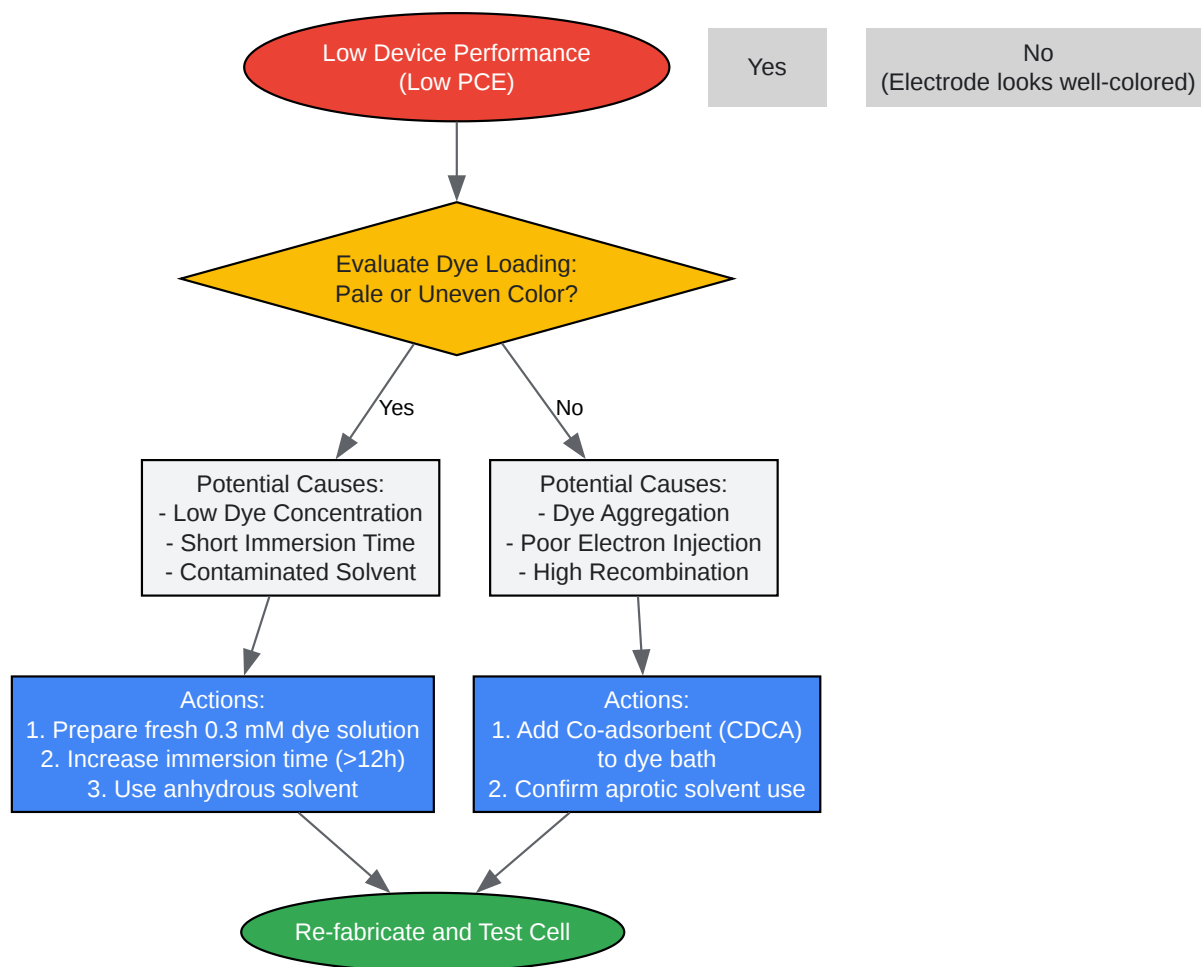 Low Device Performance
(Low PCE)
Yes
No
(Electrode looks well-colored)
Evaluate Dye Loading:
Pale or Uneven Color?
Yes
No
Potential Causes:
- Low Dye Concentration
- Short Immersion Time
- Contaminated Solvent
Potential Causes:
- Dye Aggregation
- Poor Electron Injection
- High Recombination
Actions:
1. Prepare fresh 0.3 mM dye solution
2. Increase immersion time (>12h)
3. Use anhydrous solvent
Actions:
1. Add Co-adsorbent (CDCA)
to dye bath
2. Confirm aprotic solvent use
Re-fabricate and Test Cell